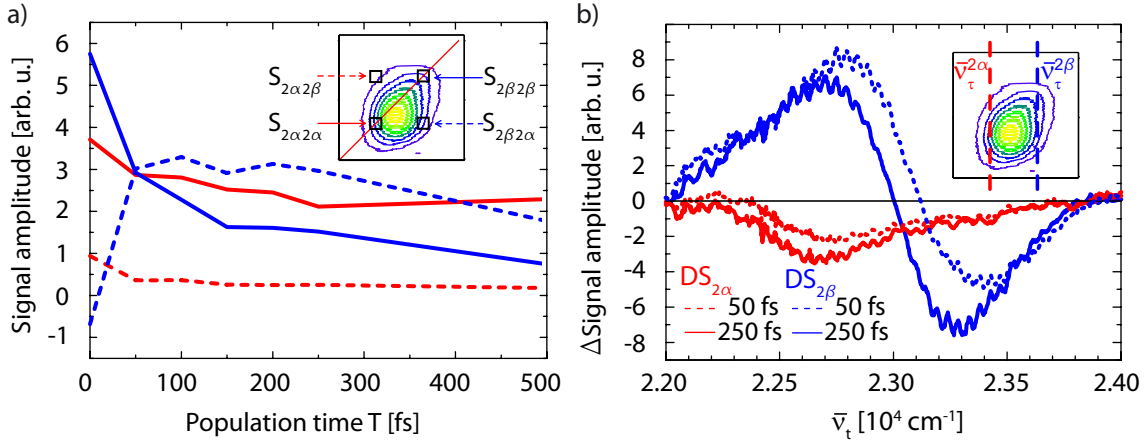 a)
Signal amplitude [arb. u.]
6
5
4
3
2
1
0
-1
0 100 200 300 400 500
Population time T [fs]
S2α2β
S2β2β
S2α2α
S2β2α
b)
ΔSignal amplitude [arb. u.]
8
6
4
2
0
-2
-4
-6
-8
2.20 2.25 2.30 2.35 2.40
ν̅t [10⁴ cm⁻¹]
ν̅τ2α ν̅τ2β
DS2α DS2β
50 fs 50 fs
250 fs 250 fs